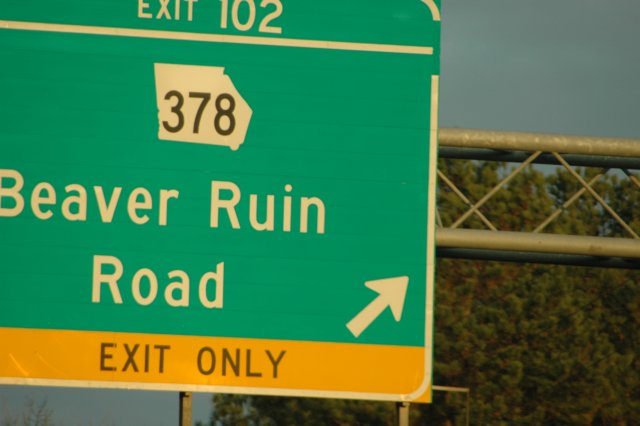 EXIT 102
378
Beaver Ruin
Road
EXIT ONLY